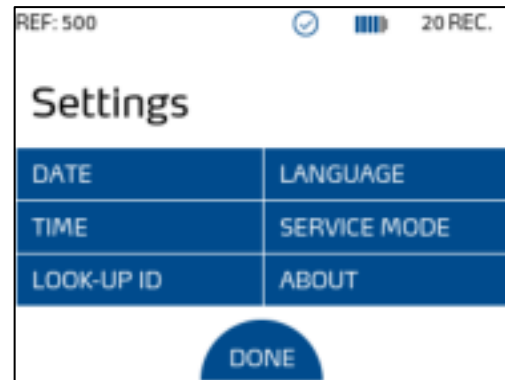 REF: 500 20 REC.
Settings
DATE LANGUAGE
TIME SERVICE MODE
LOOK-UP ID ABOUT
DONE